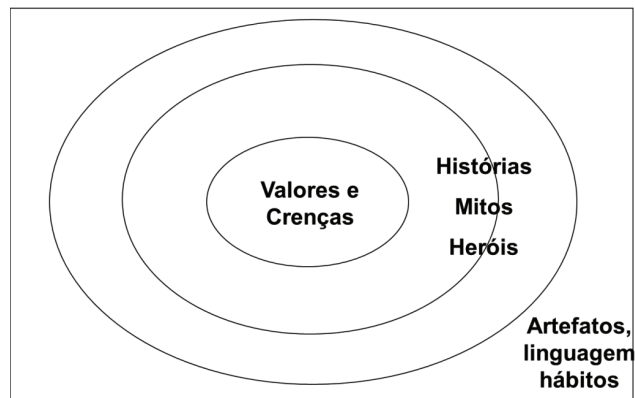 Valores e
Crenças
Histórias
Mitos
Heróis
Artefatos,
linguagem
hábitos